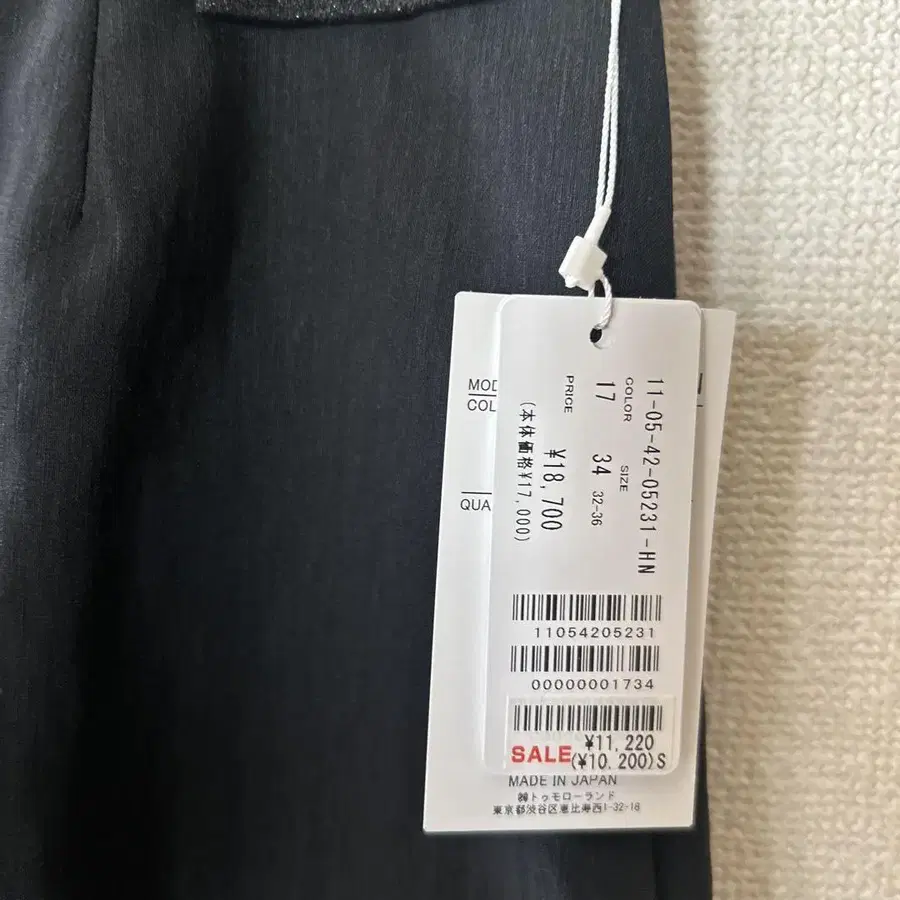 11-05-42-05231-HN
COLOR SIZE
17 34 32-36
PRICE ¥18,700
(本体価格¥17,000)
11054205231
00000001734
SALE ¥11,220
(¥10,200)S
MOD
COL
QUA
MADE IN JAPAN
㈱トゥモローランド
東京都渋谷区恵比寿西1-32-18